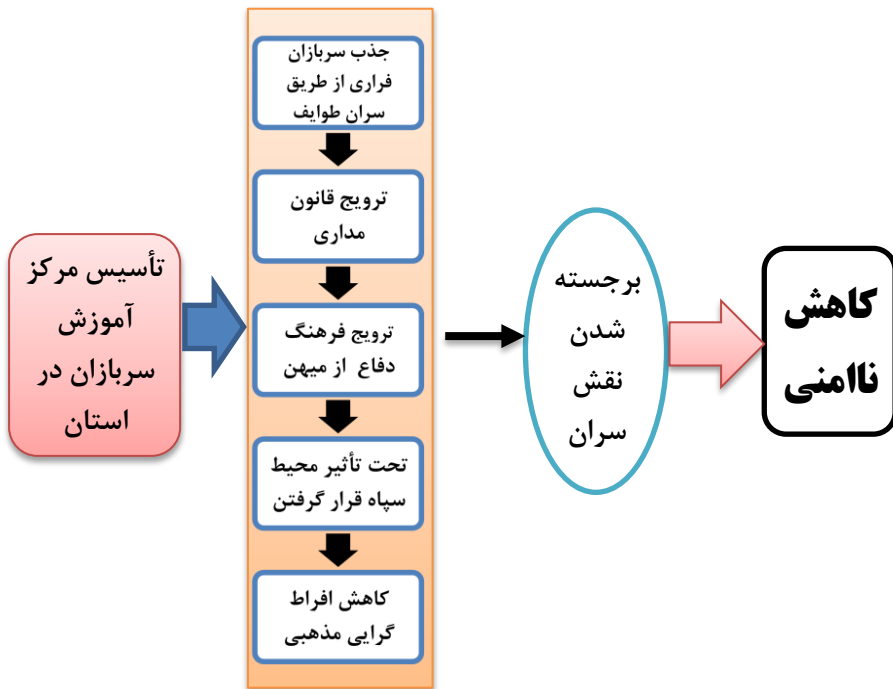 تأسیس مرکز
آموزش
سربازان در
استان
جذب سربازان
فراری از طریق
سران طوایف
ترویج قانون
مداری
ترویج فرهنگ
دفاع از میهن
تحت تأثیر محیط
سپاه قرار گرفتن
کاهش افراط
گرایی مذهبی
برجسته
شدن
نقش
سران
کاهش
ناامنی